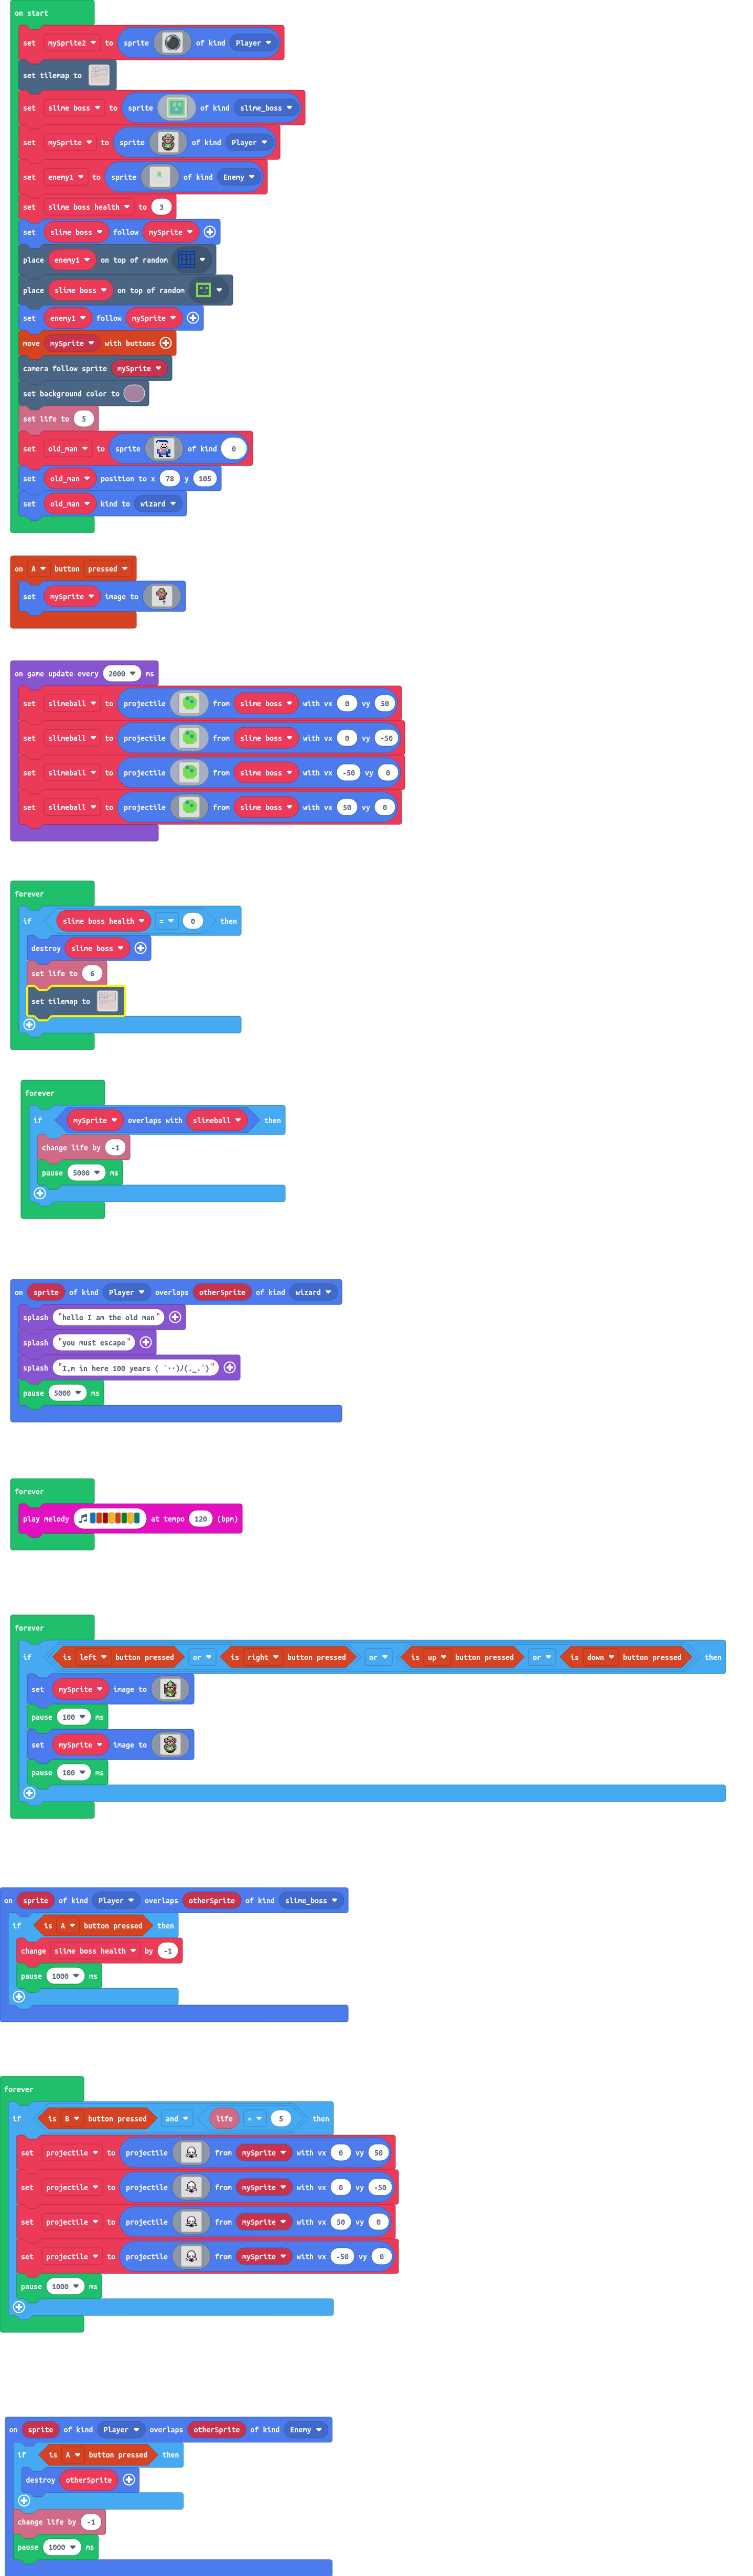 on start
set mySprite2 to sprite of kind Player
set tilemap to
set slime boss to sprite of kind slime_boss
set mySprite to sprite of kind Player
set enemy1 to sprite of kind Enemy
set slime boss health to 3
set slime boss follow mySprite
place enemy1 on top of random
place slime boss on top of random
set enemy1 follow mySprite
move mySprite with buttons
camera follow sprite mySprite
set background color to
set life to 5
set old_man to sprite of kind 0
set old_man position to x 78 y 105
set old_man kind to wizard
on A button pressed
set mySprite image to
on game update every 2000 ms
set slimeball to projectile from slime boss with vx 0 vy 50
set slimeball to projectile from slime boss with vx 0 vy -50
set slimeball to projectile from slime boss with vx -50 vy 0
set slimeball to projectile from slime boss with vx 50 vy 0
forever
if slime boss health = 0 then
destroy slime boss
set life to 6
set tilemap to
forever
if mySprite overlaps with slimeball then
change life by -1
pause 5000 ms
on sprite of kind Player overlaps otherSprite of kind wizard
splash "hello I am the old man"
splash "you must escape"
splash "I,m in here 100 years ( ˙··)/(._.˙)"
pause 5000 ms
forever
play melody at tempo 120 (bpm)
forever
if is left button pressed or is right button pressed or is up button pressed or is down button pressed then
set mySprite image to
pause 100 ms
set mySprite image to
pause 100 ms
on sprite of kind Player overlaps otherSprite of kind slime_boss
if is A button pressed then
change slime boss health by -1
pause 1000 ms
forever
if is B button pressed and life = 5 then
set projectile to projectile from mySprite with vx 0 vy 50
set projectile to projectile from mySprite with vx 0 vy -50
set projectile to projectile from mySprite with vx 50 vy 0
set projectile to projectile from mySprite with vx -50 vy 0
pause 1000 ms
on sprite of kind Player overlaps otherSprite of kind Enemy
if is A button pressed then
destroy otherSprite
change life by -1
pause 1000 ms